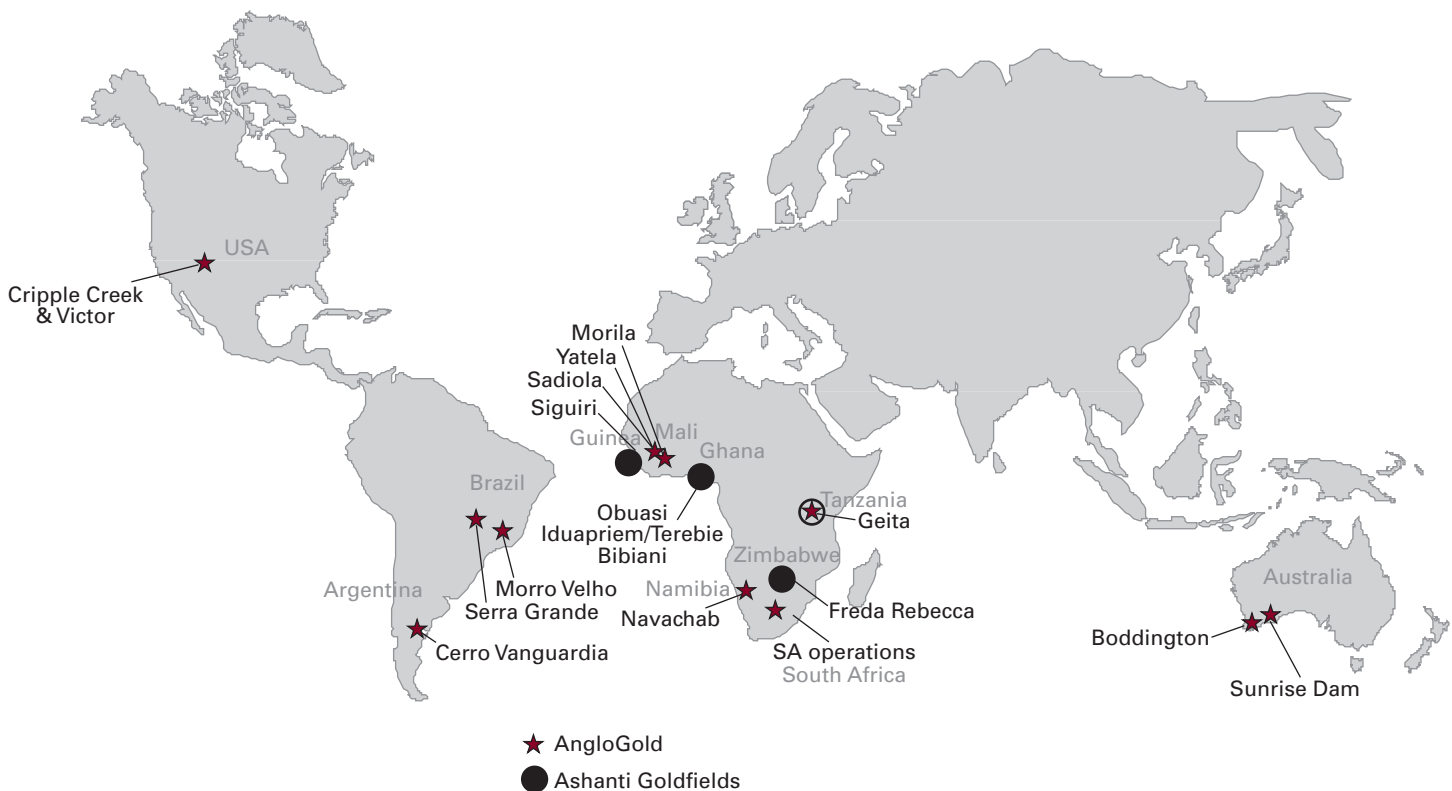 USA
Cripple Creek
& Victor
Morila
Yatela
Sadiola
Siguiri
Guinea
Mali
Ghana
Brazil
Obuasi
Iduapriem/Terebie
Bibiani
Tanzania
Geita
Zimbabwe
Argentina
Morro Velho
Serra Grande
Namibia
Navachab
Freda Rebecca
Australia
Cerro Vanguardia
SA operations
South Africa
Boddington
Sunrise Dam
AngloGold
Ashanti Goldfields